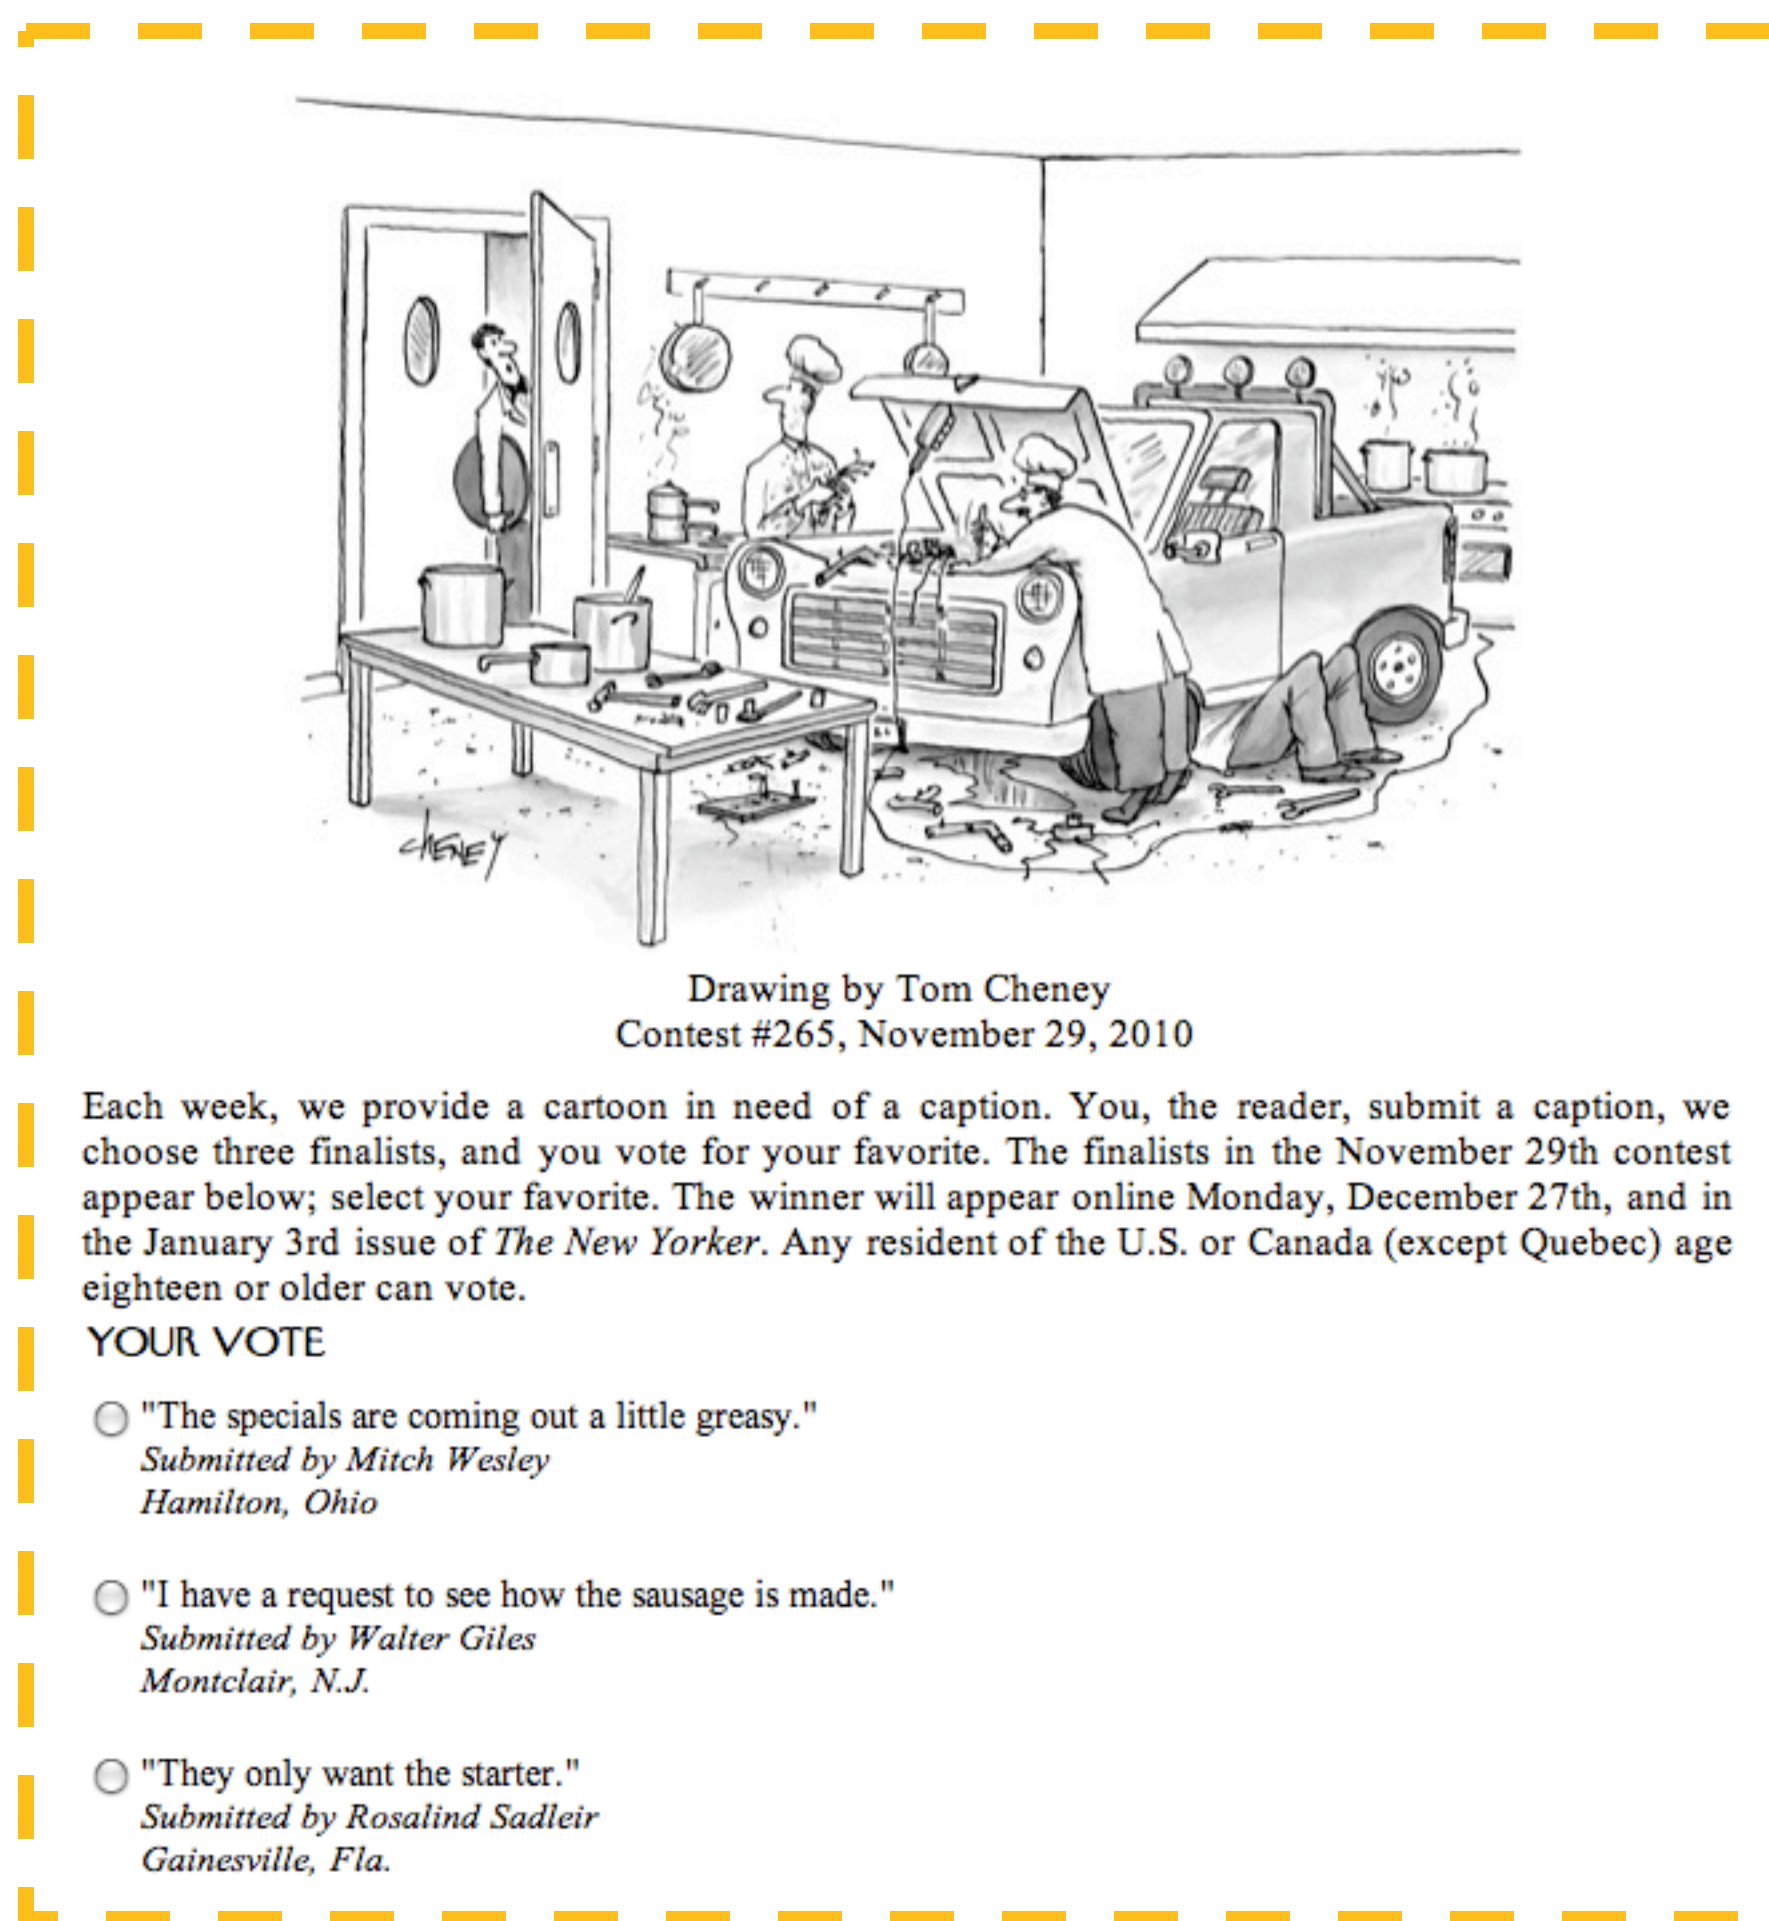 CHENEY
Drawing by Tom Cheney
Contest #265, November 29, 2010
Each week, we provide a cartoon in need of a caption. You, the reader, submit a caption, we
choose three finalists, and you vote for your favorite. The finalists in the November 29th contest
appear below; select your favorite. The winner will appear online Monday, December 27th, and in
the January 3rd issue of The New Yorker. Any resident of the U.S. or Canada (except Quebec) age
eighteen or older can vote.
YOUR VOTE
"The specials are coming out a little greasy."
Submitted by Mitch Wesley
Hamilton, Ohio
"I have a request to see how the sausage is made."
Submitted by Walter Giles
Montclair, N.J.
"They only want the starter."
Submitted by Rosalind Sadleir
Gainesville, Fla.